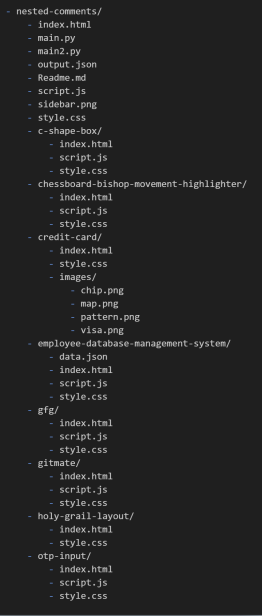 - nested-comments/
- index.html
- main.py
- main2.py
- output.json
- Readme.md
- script.js
- sidebar.png
- style.css
- c-shape-box/
- index.html
- script.js
- style.css
- chessboard-bishop-movement-highlighter/
- index.html
- script.js
- style.css
- credit-card/
- index.html
- style.css
- images/
- chip.png
- map.png
- pattern.png
- visa.png
- employee-database-management-system/
- data.json
- index.html
- script.js
- style.css
- gfg/
- index.html
- script.js
- style.css
- gitmate/
- index.html
- script.js
- style.css
- holy-grail-layout/
- index.html
- style.css
- otp-input/
- index.html
- script.js
- style.css